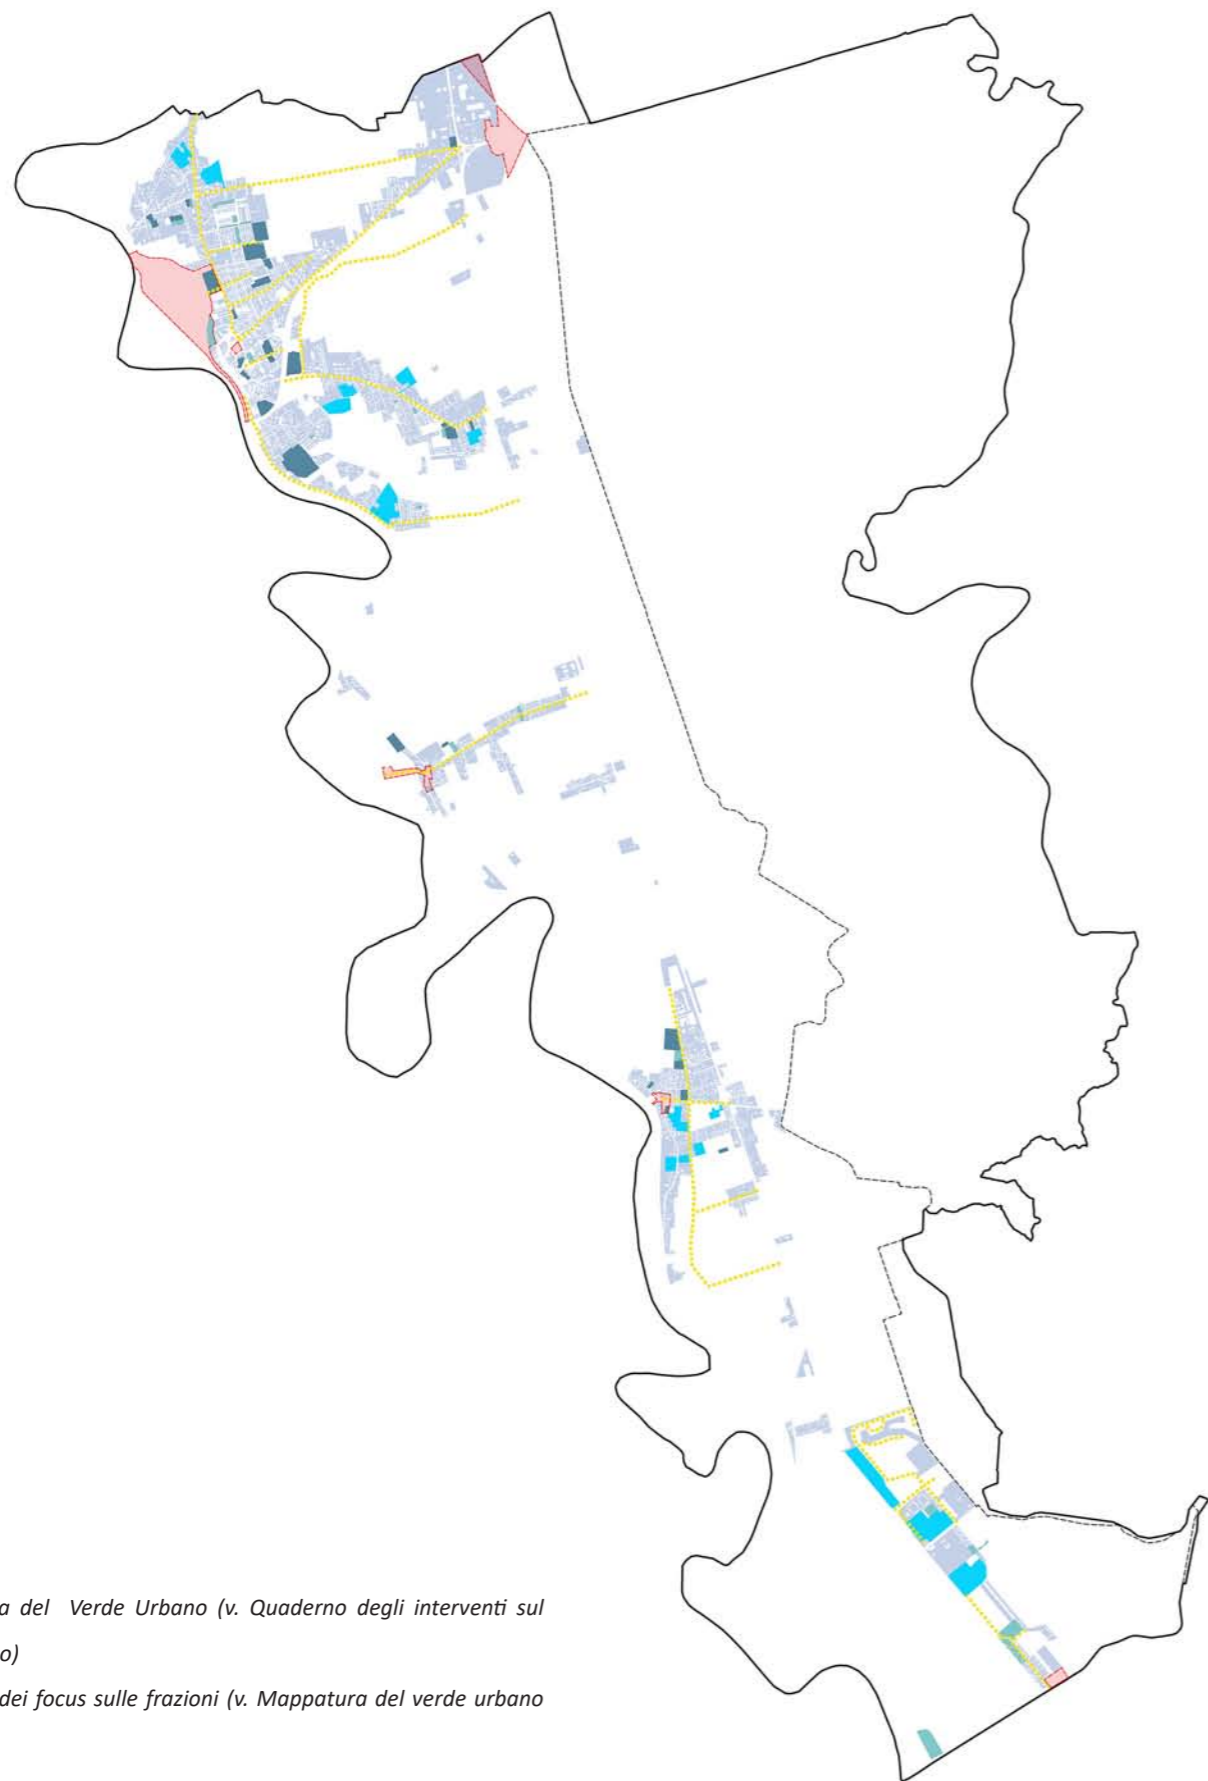 a del Verde Urbano (v. Quaderno degli interventi sul
o)
dei focus sulle frazioni (v. Mappatura del verde urbano